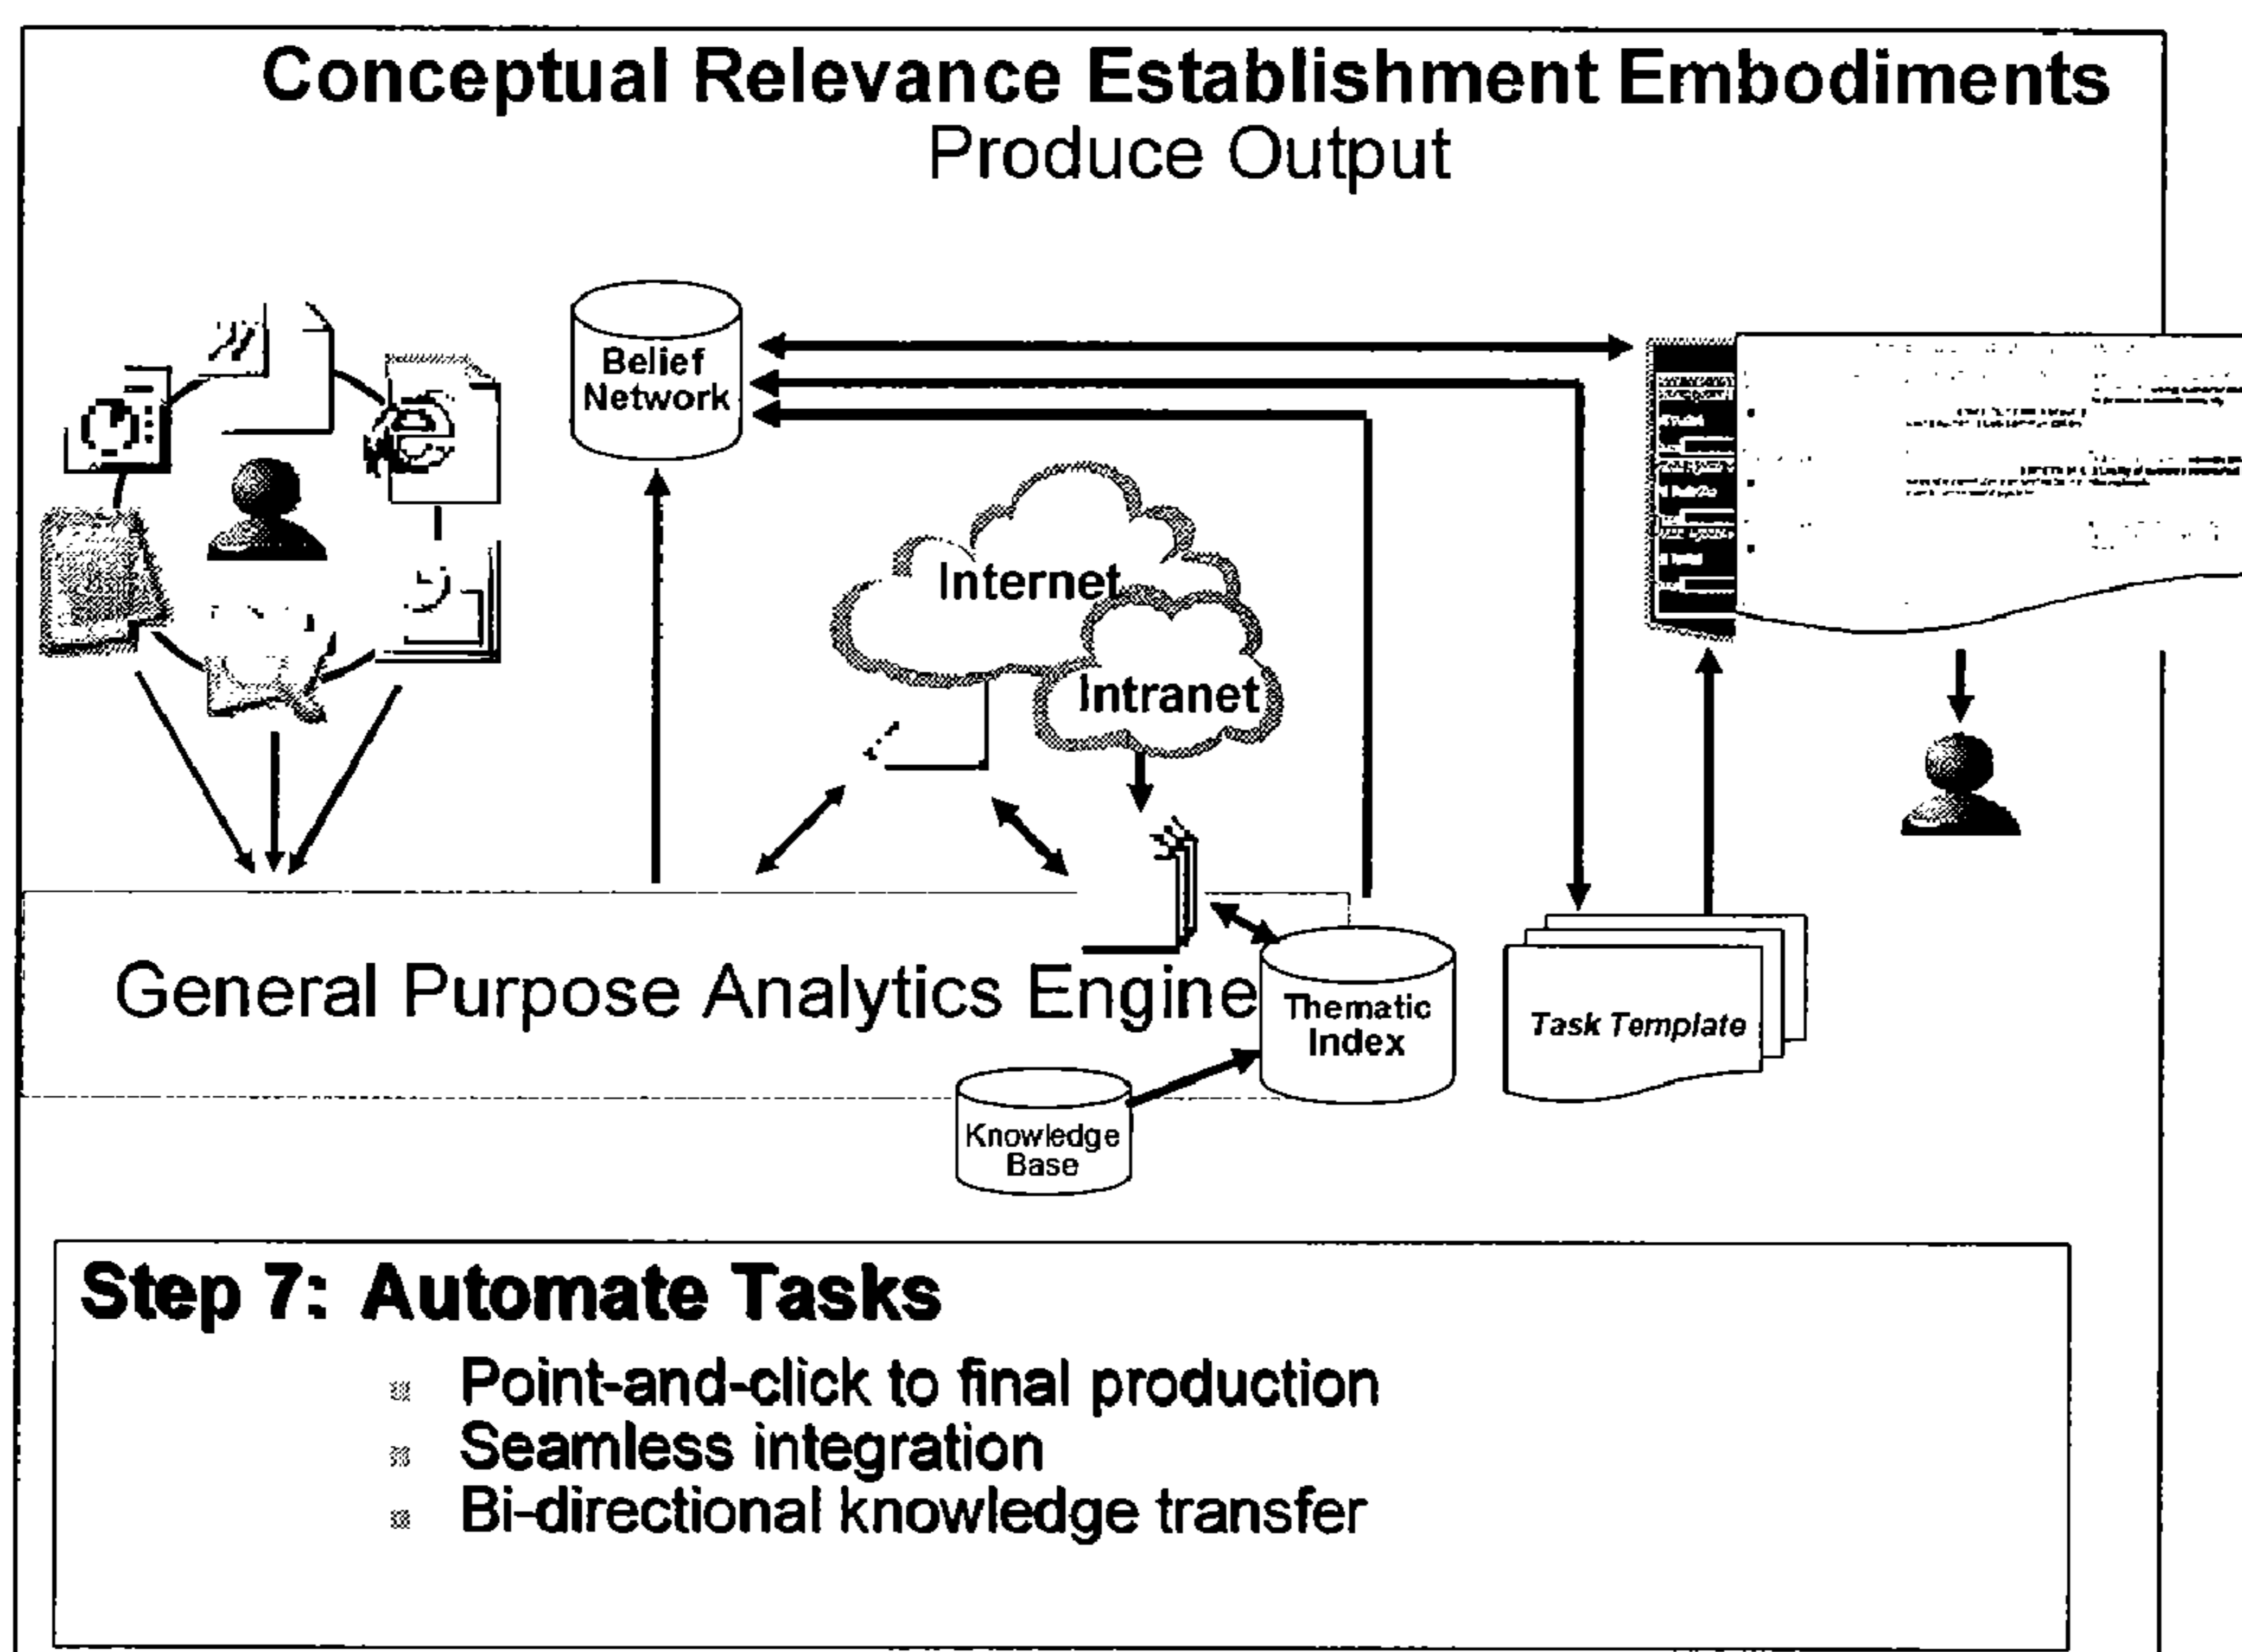 Conceptual Relevance Establishment Embodiments
Produce Output
Belief
Network
Internet
Intranet
General Purpose Analytics Engine
Thematic
Index
Task Template
Knowledge
Base
Step 7: Automate Tasks
Point-and-click to final production
Seamless integration
Bi-directional knowledge transfer